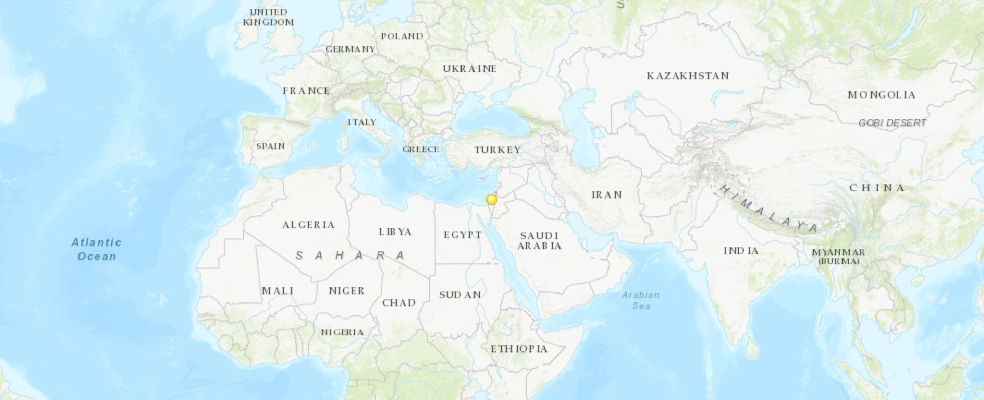 UNITED
KINGDOM
POLAND
GERMANY
UKRAINE
KAZAKHSTAN
FRANCE
MONGOLIA
GOBI DESERT
ITALY
SPAIN
GREECE
TURKEY
CHINA
IRAN
HIMALAYA
ALGERIA
LIBYA
EGYPT
SAUDI
ARABIA
Atlantic
Ocean
SAHARA
INDIA
MYANMAR
(BURMA)
MALI
NIGER
CHAD
SUDAN
Arabian
Sea
NIGERIA
ETHIOPIA